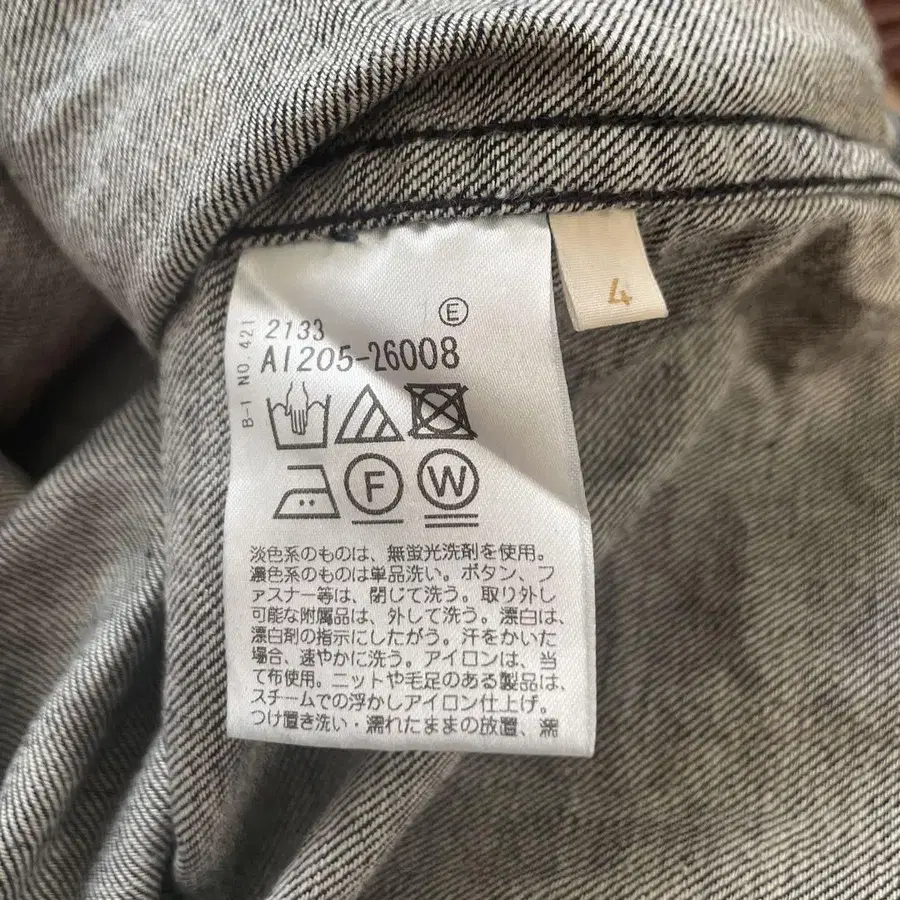 E
2133
A1205-26008
B-1 NO.421
F W
淡色系のものは、無蛍光洗剤を使用。
濃色系のものは単品洗い。ボタン、フ
ァスナー等は、閉じて洗う。取り外し
可能な附属品は、外して洗う。漂白は、
漂白剤の指示にしたがう。汗をかいた
場合、速やかに洗う。アイロンは、当
て布使用。ニットや毛足のある製品は、
スチームでの浮かしアイロン仕上げ。
つけ置き洗い・濡れたままの放置、濡
4